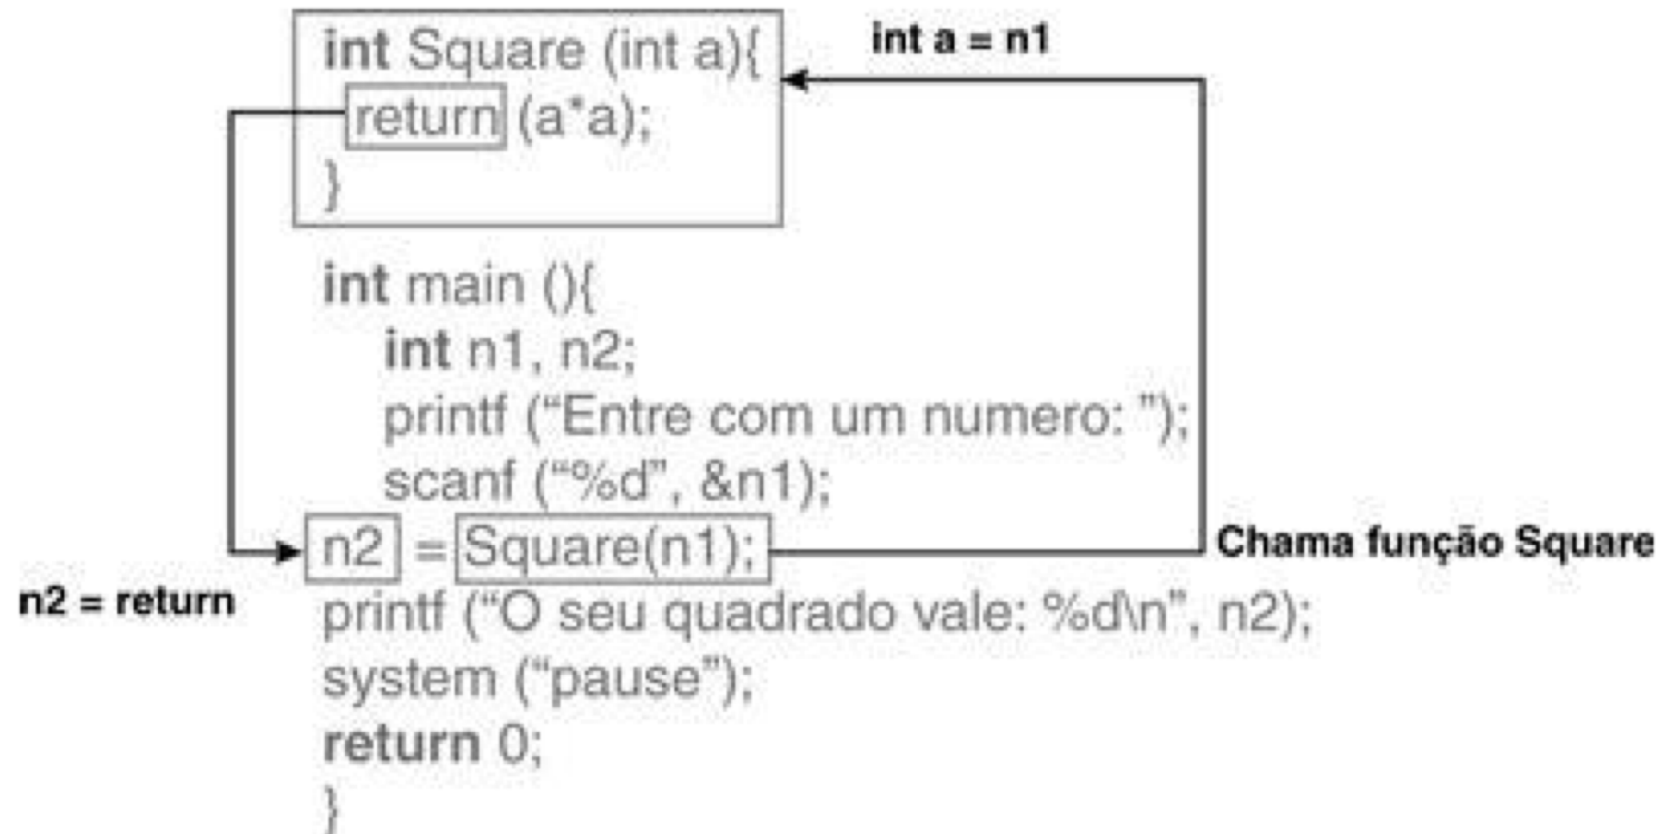 int Square (int a){
int a = n1
return (a*a);
}
int main (){
int n1, n2;
printf (“Entre com um numero: ”);
scanf (“%d”, &n1);
n2 = Square(n1);
Chama função Square
n2 = return
printf (“O seu quadrado vale: %d\n”, n2);
system (“pause”);
return 0;
}